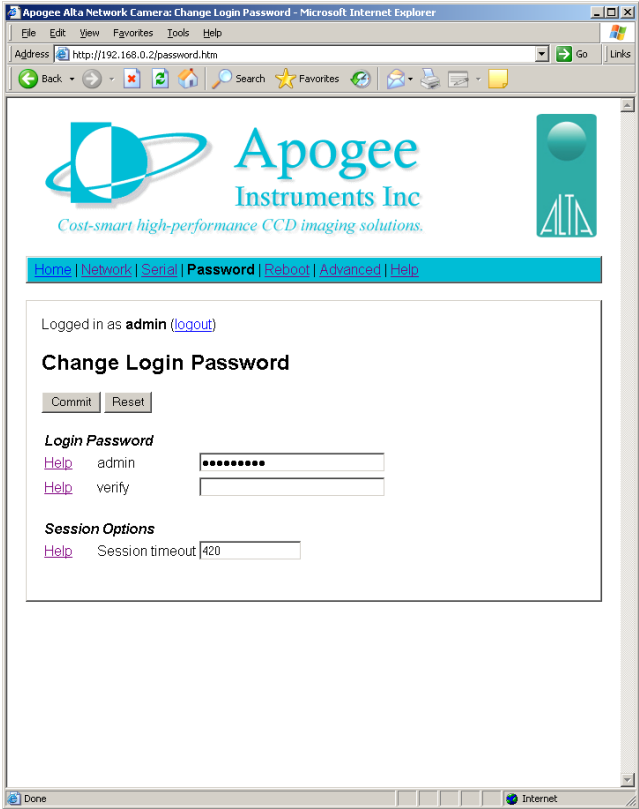 Apogee Alta Network Camera: Change Login Password - Microsoft Internet Explorer
File Edit View Favorites Tools Help
Address http://192.168.0.2/password.htm Go Links
Back Search Favorites
Apogee
Instruments Inc
Cost-smart high-performance CCD imaging solutions.
ALTA
Home | Network | Serial | Password | Reboot | Advanced | Help
Logged in as admin (logout)
Change Login Password
Commit Reset
Login Password
Help admin •••••••••
Help verify
Session Options
Help Session timeout 420
Done Internet